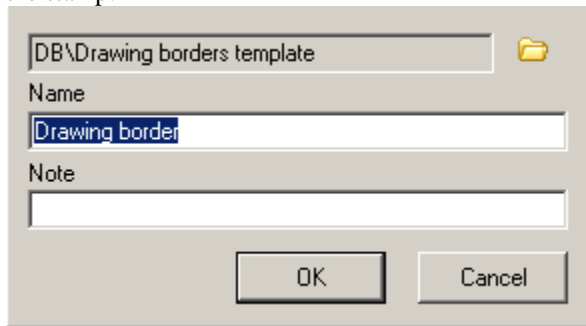 DB\Drawing borders template
Name
Drawing border
Note
OK Cancel